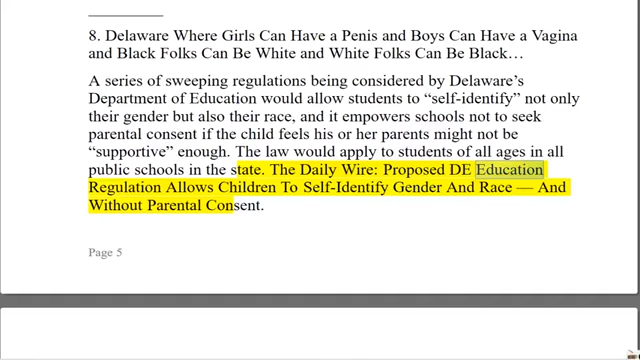 8. Delaware Where Girls Can Have a Penis and Boys Can Have a Vagina
and Black Folks Can Be White and White Folks Can Be Black…
A series of sweeping regulations being considered by Delaware’s
Department of Education would allow students to “self-identify” not only
their gender but also their race, and it empowers schools not to seek
parental consent if the child feels his or her parents might not be
“supportive” enough. The law would apply to students of all ages in all
public schools in the state. The Daily Wire: Proposed DE Education
Regulation Allows Children To Self-Identify Gender And Race — And
Without Parental Consent.
Page 5